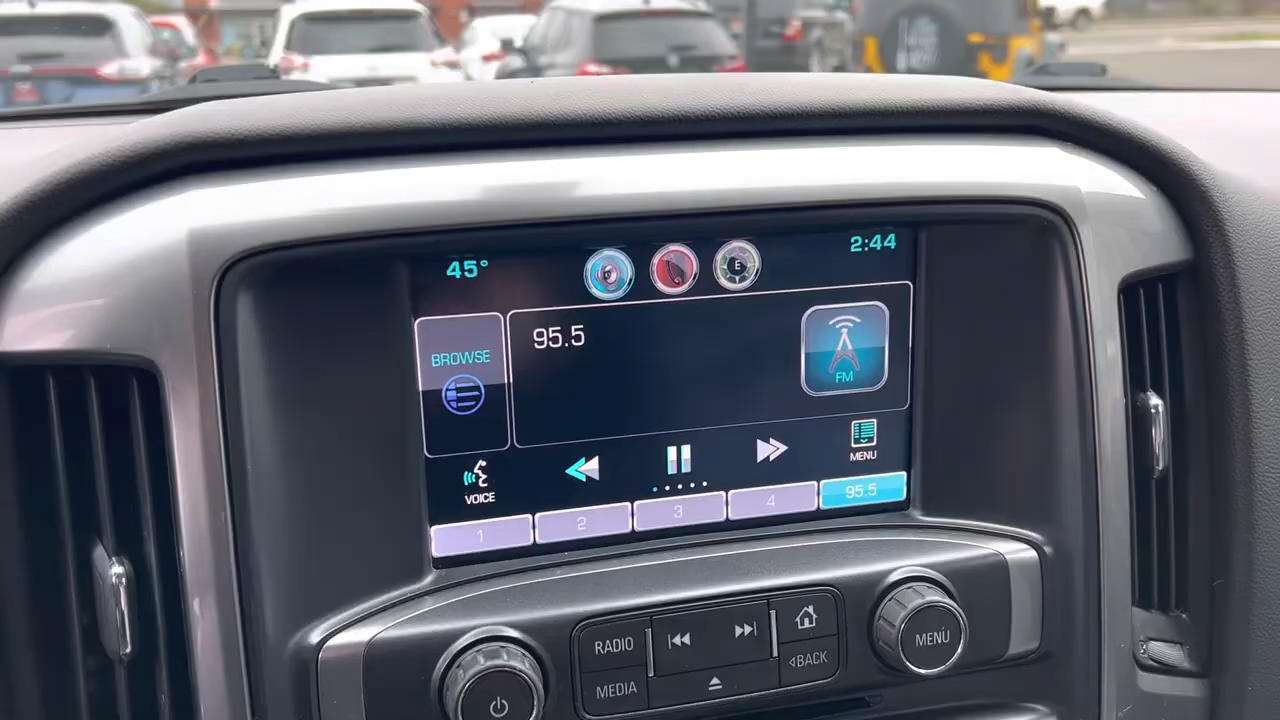 45°
E
2:44
BROWSE
95.5
FM
VOICE
MENU
1
2
3
4
95.5
RADIO
MEDIA
BACK
MENU